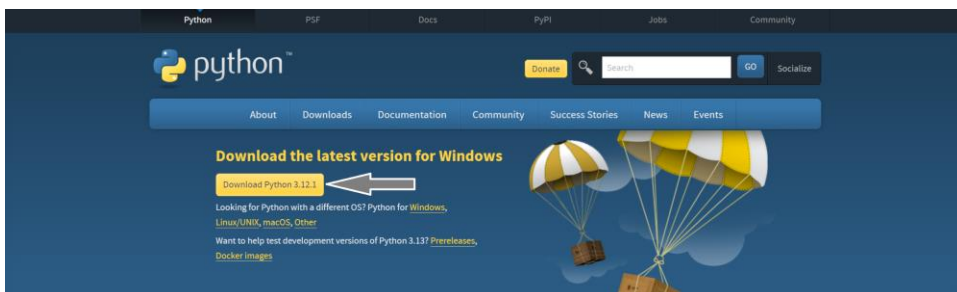 Python PSF Docs PyPI Jobs Community
python™
Donate Search GO Socialize
About Downloads Documentation Community Success Stories News Events
Download the latest version for Windows
Download Python 3.12.1
Looking for Python with a different OS? Python for Windows,
Linux/UNIX, macOS, Other
Want to help test development versions of Python 3.13? Prereleases,
Docker images